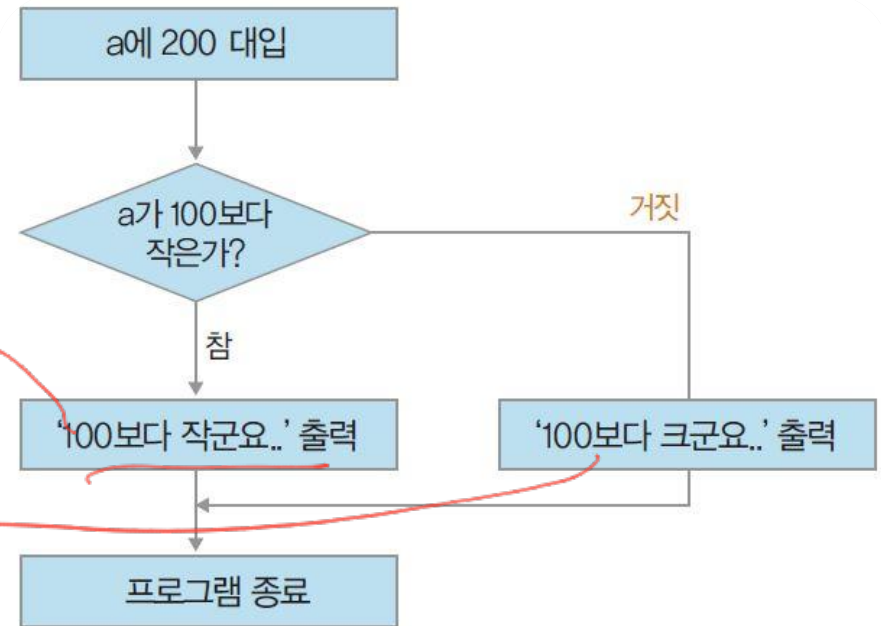 a에 200 대입
a가 100보다
작은가?
거짓
참
‘100보다 작군요..’ 출력
‘100보다 크군요..’ 출력
프로그램 종료